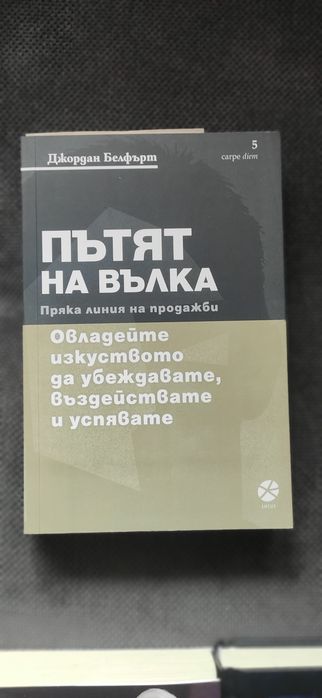 Джордан Белфърт
5
carpe diem
ПЪТЯТ
НА ВЪЛКА
Пряка линия на продажби
Овладейте
изкуството
да убеждавате,
въздействате
и успявате